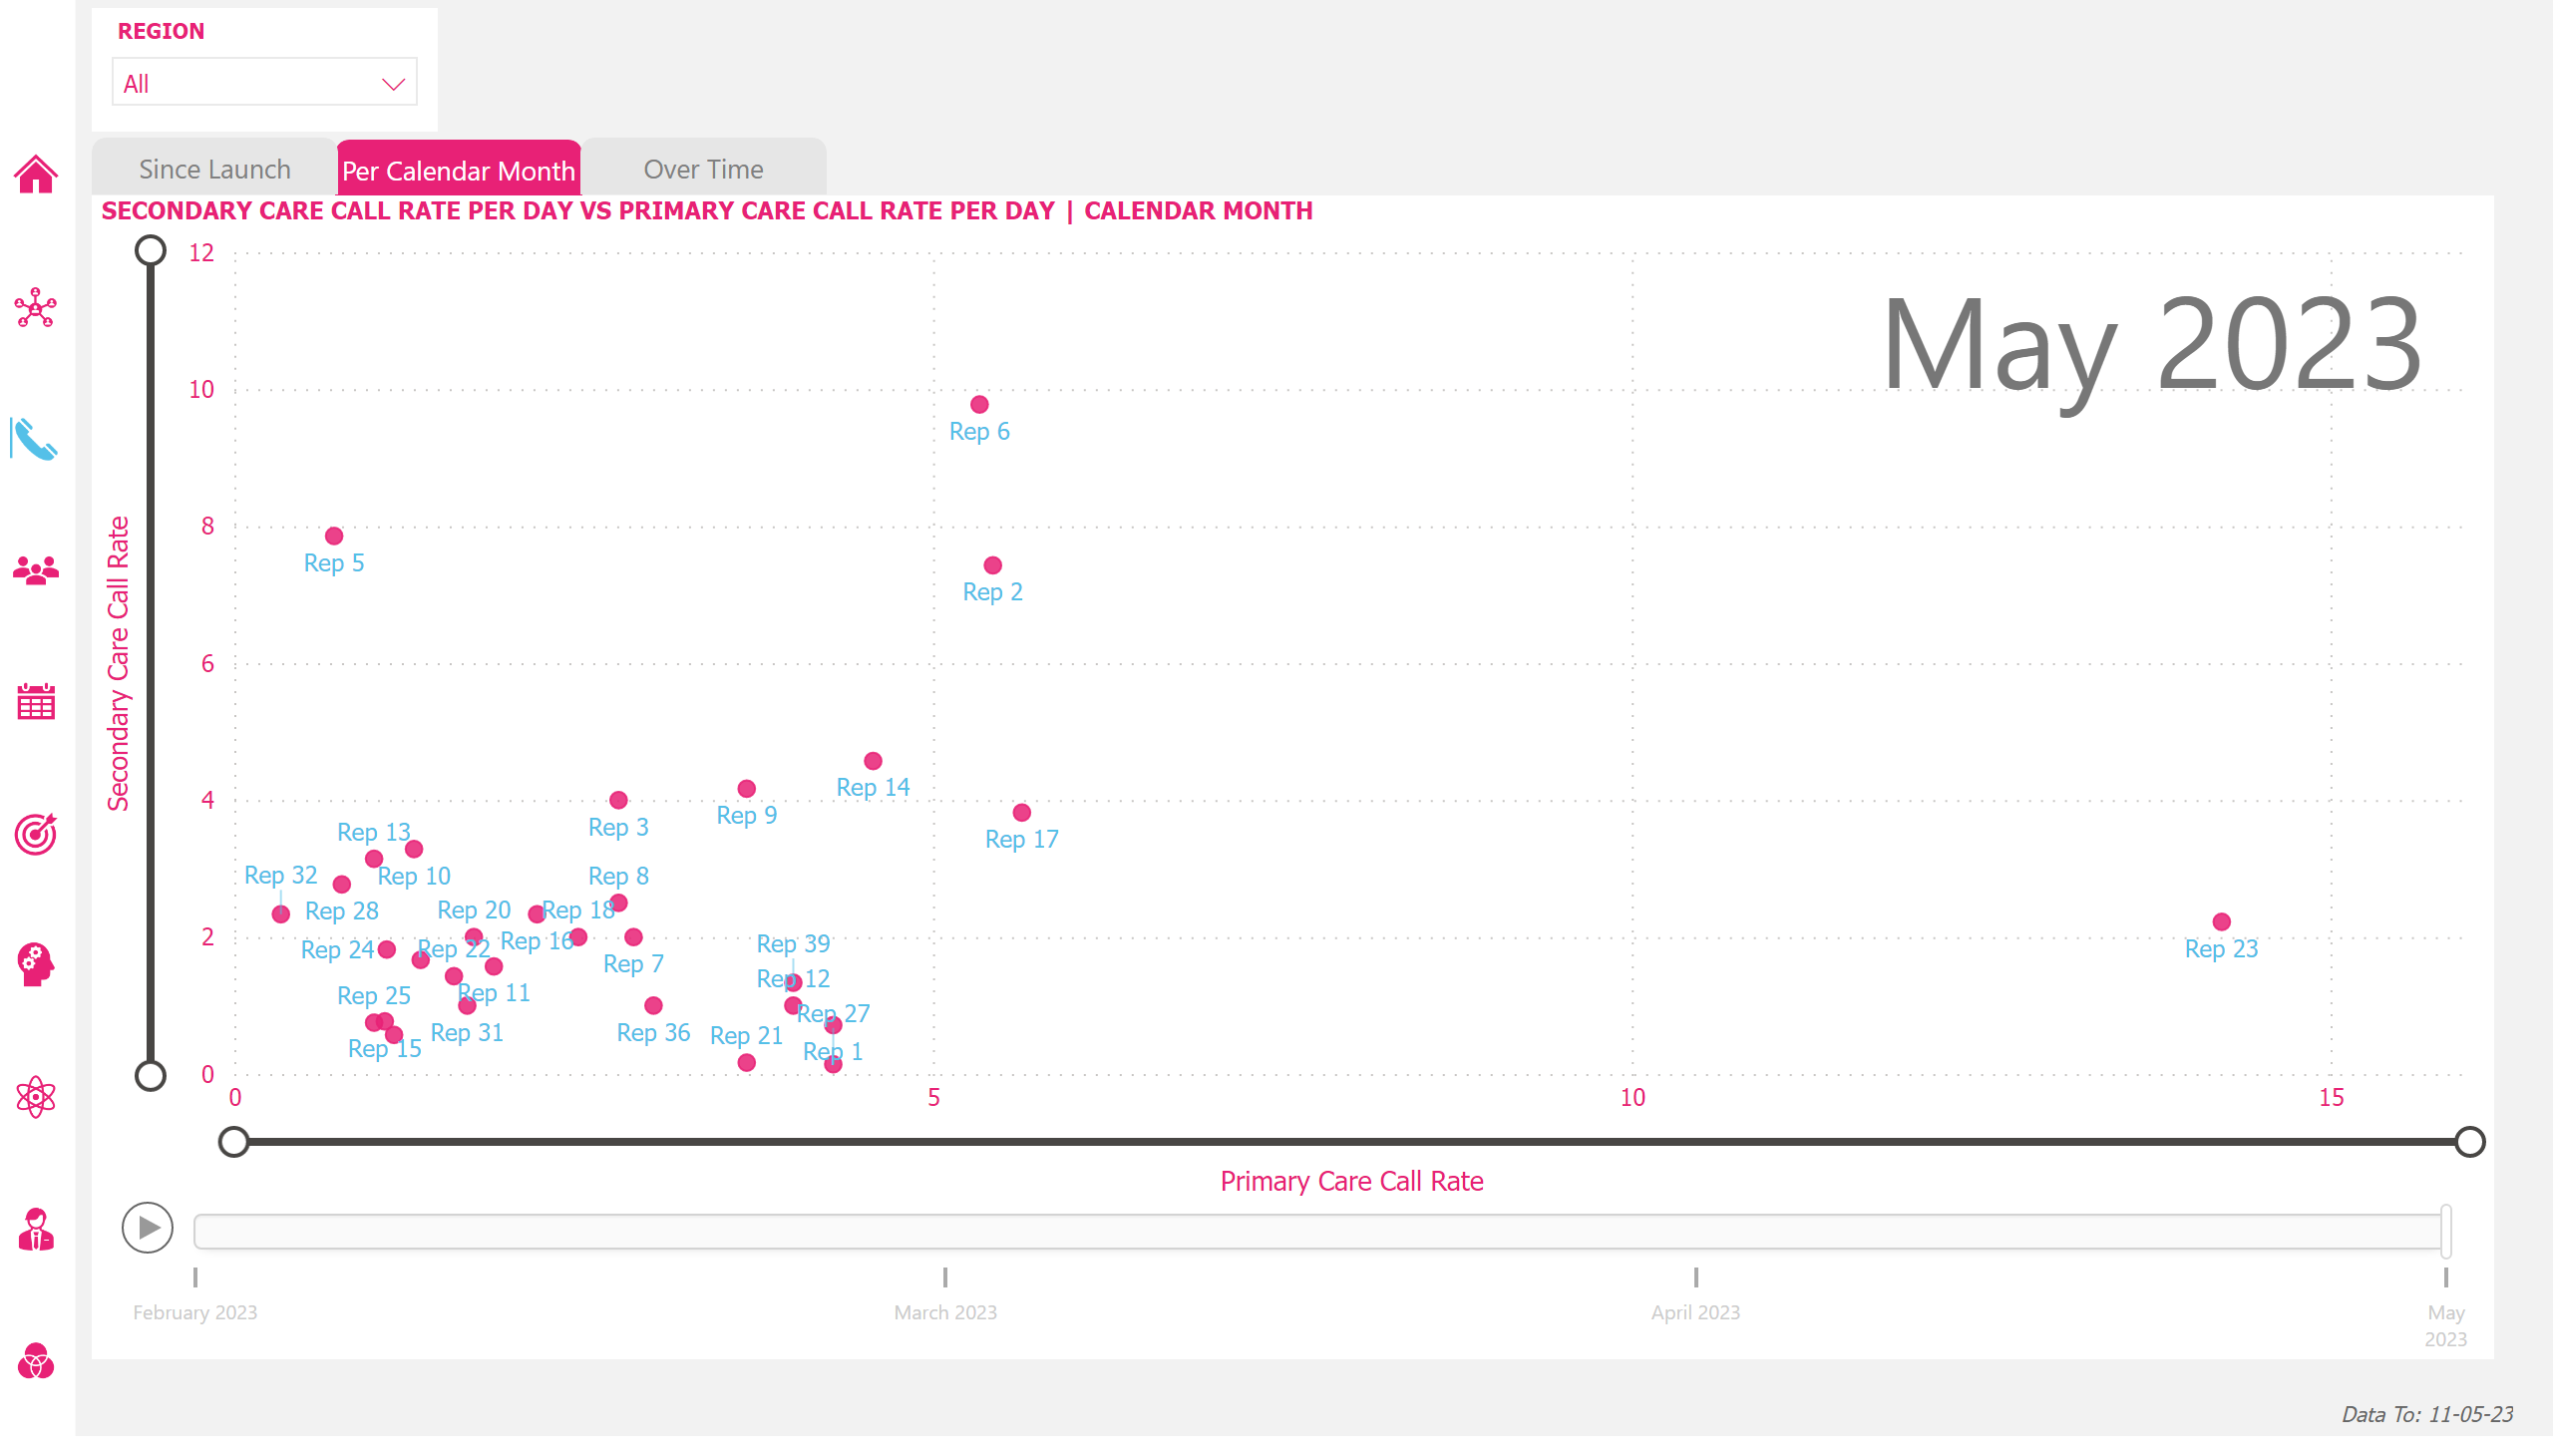 REGION
All
Since Launch
Per Calendar Month
Over Time
SECONDARY CARE CALL RATE PER DAY VS PRIMARY CARE CALL RATE PER DAY | CALENDAR MONTH
May 2023
Secondary Care Call Rate
12
10
8
6
4
2
0
Rep 6
Rep 5
Rep 2
Rep 14
Rep 9
Rep 3
Rep 17
Rep 13
Rep 32
Rep 10
Rep 8
Rep 28
Rep 20
Rep 18
Rep 24
Rep 22
Rep 16
Rep 39
Rep 23
Rep 7
Rep 12
Rep 25
Rep 11
Rep 27
Rep 31
Rep 36
Rep 21
Rep 15
Rep 1
0
5
10
15
Primary Care Call Rate
February 2023
March 2023
April 2023
May
2023
Data To: 11-05-23